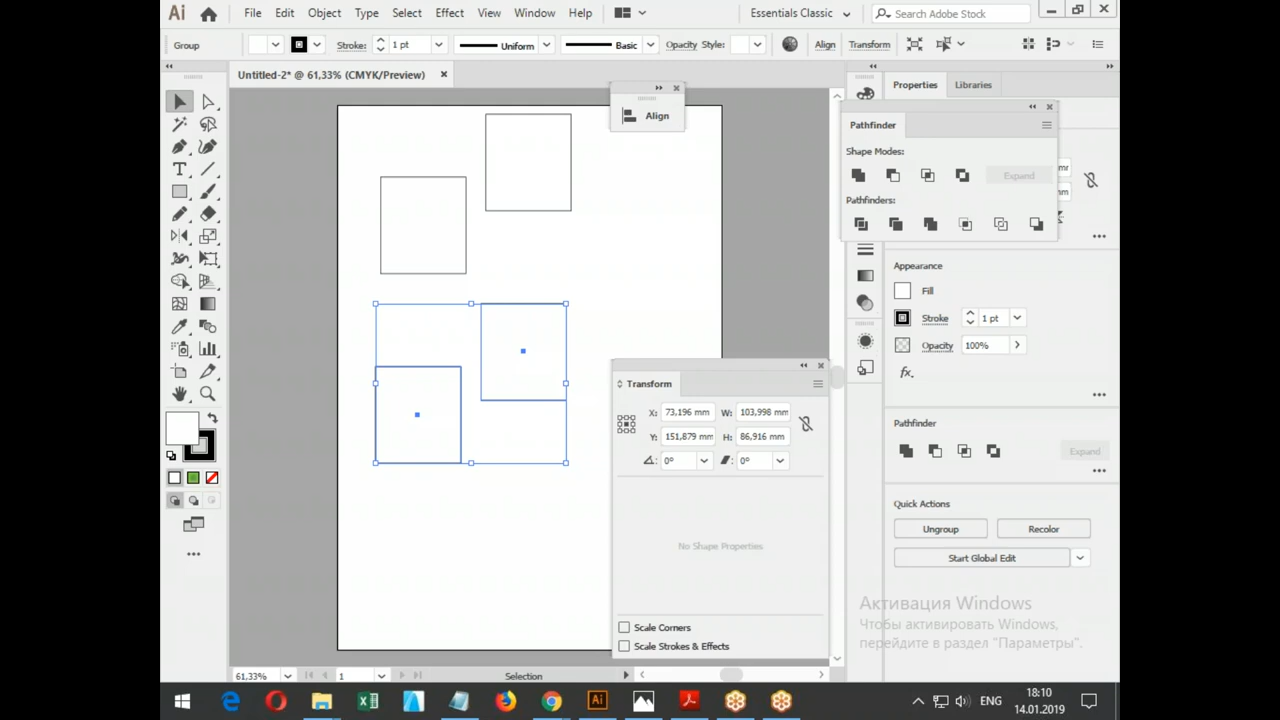 Ai File Edit Object Type Select Effect View Window Help Essentials Classic Search Adobe Stock
Group Stroke: 1 pt Uniform Basic Opacity Style: Align Transform
Untitled-2* @ 61,33% (CMYK/Preview)
Properties Libraries
Align
Pathfinder
Shape Modes:
Expand
Pathfinders:
Appearance
Fill
Stroke 1 pt
Opacity 100%
fx.
Transform
X: 73,196 mm W: 103,998 mm
Y: 151,879 mm H: 86,916 mm
0° 0°
No Shape Properties
Scale Corners
Scale Strokes & Effects
Pathfinder
Expand
Quick Actions
Ungroup Recolor
Start Global Edit
Активация Windows
Чтобы активировать Windows,
перейдите в раздел "Параметры".
61,33% 1 Selection
ENG 18:10
14.01.2019